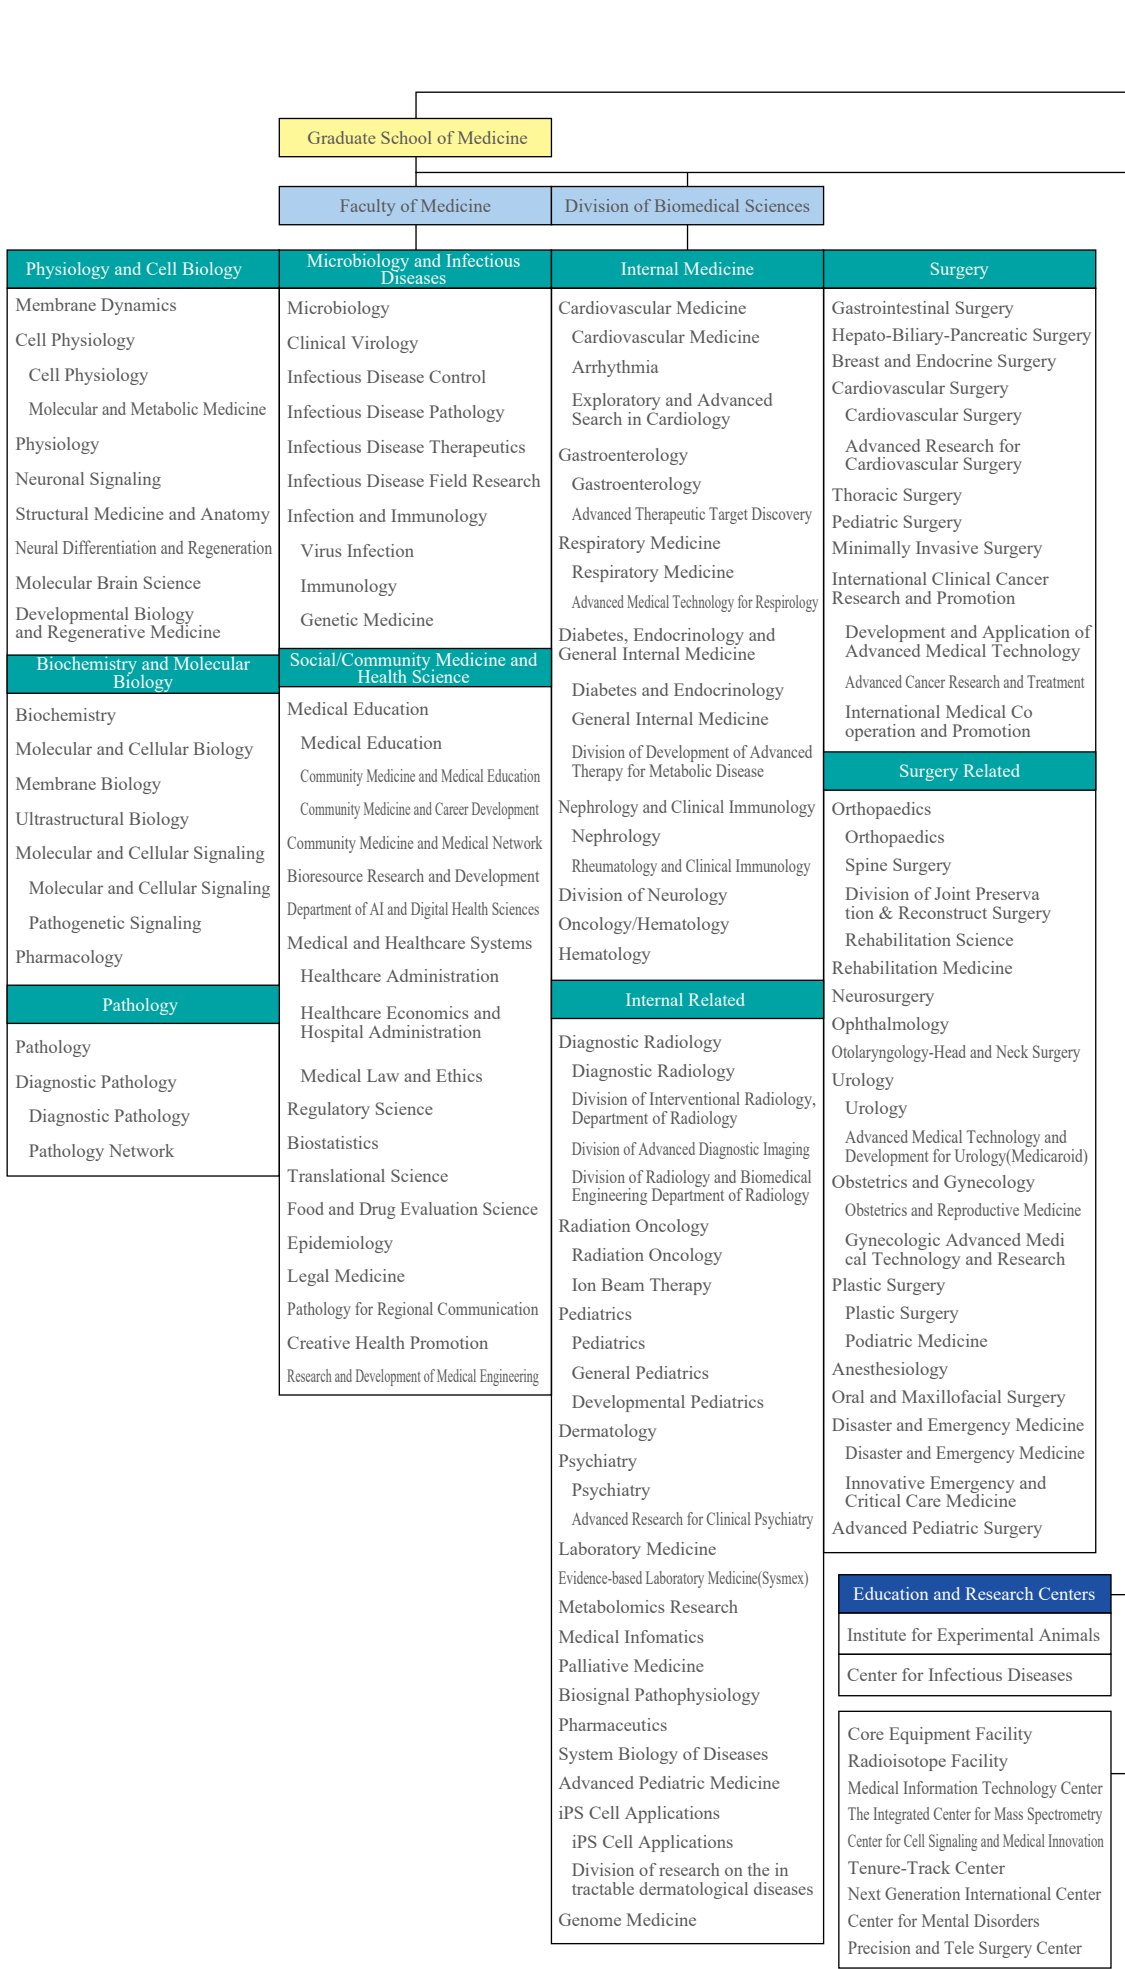 Graduate School of Medicine
Faculty of Medicine
Division of Biomedical Sciences
Physiology and Cell Biology
Membrane Dynamics
Cell Physiology
Cell Physiology
Molecular and Metabolic Medicine
Physiology
Neuronal Signaling
Structural Medicine and Anatomy
Neural Differentiation and Regeneration
Molecular Brain Science
Developmental Biology
and Regenerative Medicine
Biochemistry and Molecular
Biology
Biochemistry
Molecular and Cellular Biology
Membrane Biology
Ultrastructural Biology
Molecular and Cellular Signaling
Molecular and Cellular Signaling
Pathogenetic Signaling
Pharmacology
Pathology
Pathology
Diagnostic Pathology
Diagnostic Pathology
Pathology Network
Microbiology and Infectious
Diseases
Microbiology
Clinical Virology
Infectious Disease Control
Infectious Disease Pathology
Infectious Disease Therapeutics
Infectious Disease Field Research
Infection and Immunology
Virus Infection
Immunology
Genetic Medicine
Social/Community Medicine and
Health Science
Medical Education
Medical Education
Community Medicine and Medical Education
Community Medicine and Career Development
Community Medicine and Medical Network
Bioresource Research and Development
Department of AI and Digital Health Sciences
Medical and Healthcare Systems
Healthcare Administration
Healthcare Economics and
Hospital Administration
Medical Law and Ethics
Regulatory Science
Biostatistics
Translational Science
Food and Drug Evaluation Science
Epidemiology
Legal Medicine
Pathology for Regional Communication
Creative Health Promotion
Research and Development of Medical Engineering
Internal Medicine
Cardiovascular Medicine
Cardiovascular Medicine
Arrhythmia
Exploratory and Advanced
Search in Cardiology
Gastroenterology
Gastroenterology
Advanced Therapeutic Target Discovery
Respiratory Medicine
Respiratory Medicine
Advanced Medical Technology for Respirology
Diabetes, Endocrinology and
General Internal Medicine
Diabetes and Endocrinology
General Internal Medicine
Division of Development of Advanced
Therapy for Metabolic Disease
Nephrology and Clinical Immunology
Nephrology
Rheumatology and Clinical Immunology
Division of Neurology
Oncology/Hematology
Hematology
Internal Related
Diagnostic Radiology
Diagnostic Radiology
Division of Interventional Radiology,
Department of Radiology
Division of Advanced Diagnostic Imaging
Division of Radiology and Biomedical
Engineering Department of Radiology
Radiation Oncology
Radiation Oncology
Ion Beam Therapy
Pediatrics
Pediatrics
General Pediatrics
Developmental Pediatrics
Dermatology
Psychiatry
Psychiatry
Advanced Research for Clinical Psychiatry
Laboratory Medicine
Evidence-based Laboratory Medicine(Sysmex)
Metabolomics Research
Medical Infomatics
Palliative Medicine
Biosignal Pathophysiology
Pharmaceutics
System Biology of Diseases
Advanced Pediatric Medicine
iPS Cell Applications
iPS Cell Applications
Division of research on the in
tractable dermatological diseases
Genome Medicine
Surgery
Gastrointestinal Surgery
Hepato-Biliary-Pancreatic Surgery
Breast and Endocrine Surgery
Cardiovascular Surgery
Cardiovascular Surgery
Advanced Research for
Cardiovascular Surgery
Thoracic Surgery
Pediatric Surgery
Minimally Invasive Surgery
International Clinical Cancer
Research and Promotion
Development and Application of
Advanced Medical Technology
Advanced Cancer Research and Treatment
International Medical Co
operation and Promotion
Surgery Related
Orthopaedics
Orthopaedics
Spine Surgery
Division of Joint Preserva
tion & Reconstruct Surgery
Rehabilitation Science
Rehabilitation Medicine
Neurosurgery
Ophthalmology
Otolaryngology-Head and Neck Surgery
Urology
Urology
Advanced Medical Technology and
Development for Urology(Medicaroid)
Obstetrics and Gynecology
Obstetrics and Reproductive Medicine
Gynecologic Advanced Medi
cal Technology and Research
Plastic Surgery
Plastic Surgery
Podiatric Medicine
Anesthesiology
Oral and Maxillofacial Surgery
Disaster and Emergency Medicine
Disaster and Emergency Medicine
Innovative Emergency and
Critical Care Medicine
Advanced Pediatric Surgery
Education and Research Centers
Institute for Experimental Animals
Center for Infectious Diseases
Core Equipment Facility
Radioisotope Facility
Medical Information Technology Center
The Integrated Center for Mass Spectrometry
Center for Cell Signaling and Medical Innovation
Tenure-Track Center
Next Generation International Center
Center for Mental Disorders
Precision and Tele Surgery Center